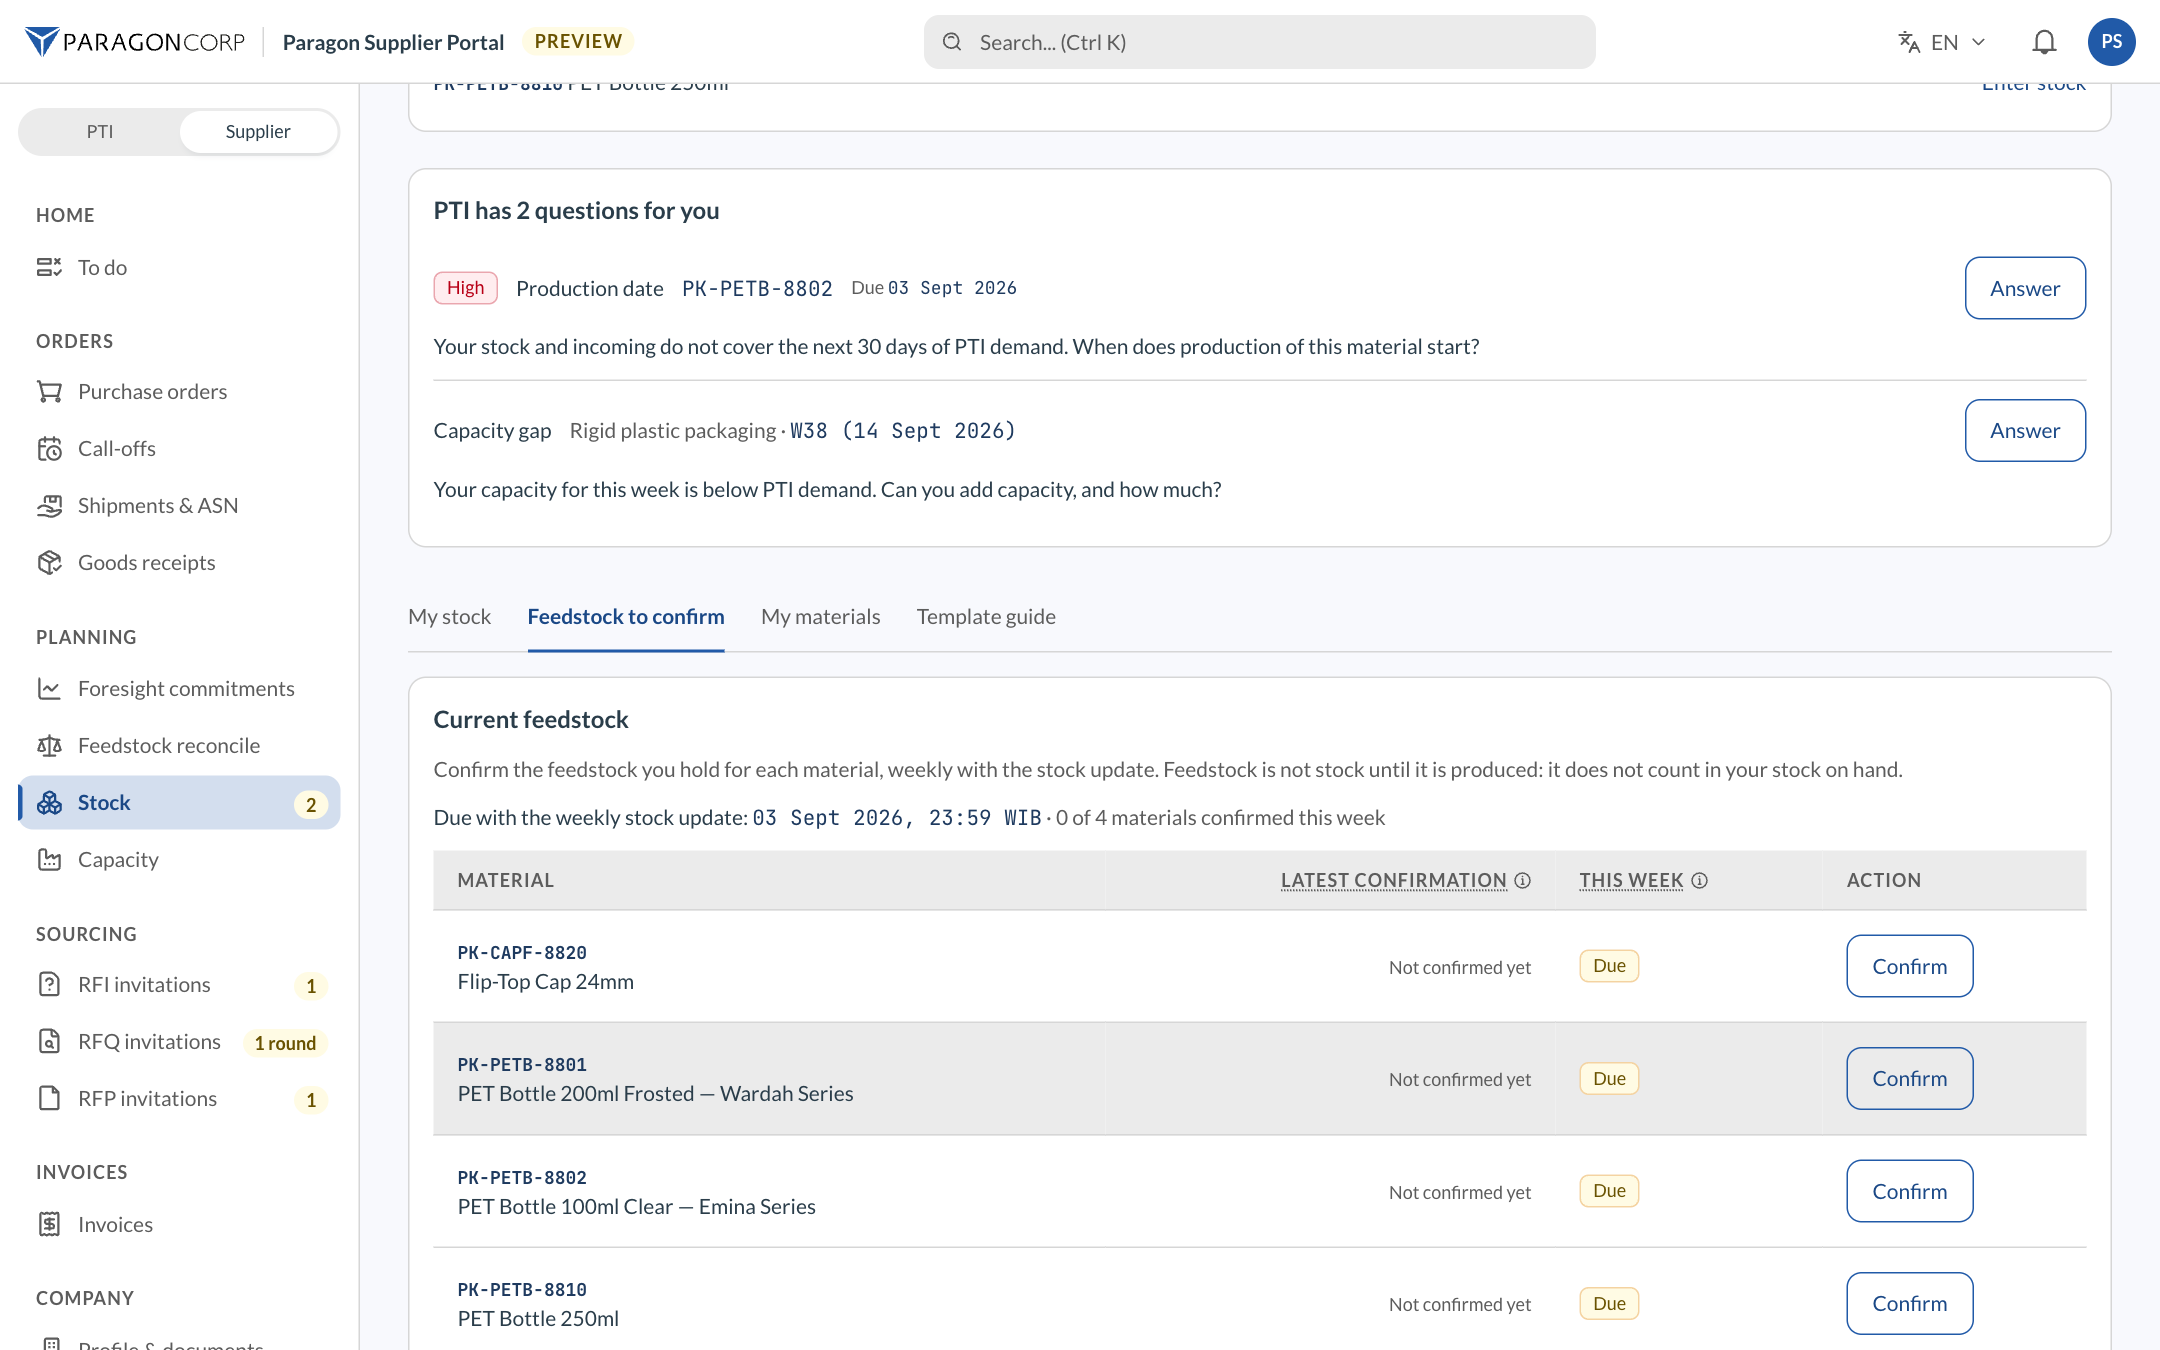 PARAGONCORP
Paragon Supplier Portal
PREVIEW
Search... (Ctrl K)
EN
PS
PTI
Supplier
HOME
To do
ORDERS
Purchase orders
Call-offs
Shipments & ASN
Goods receipts
PLANNING
Foresight commitments
Feedstock reconcile
Stock 2
Capacity
SOURCING
RFI invitations 1
RFQ invitations 1 round
RFP invitations 1
INVOICES
Invoices
COMPANY
Profile & documents
PK-PETB-8810 PET Bottle 250ml Enter stock
PTI has 2 questions for you
High Production date PK-PETB-8802 Due 03 Sept 2026 Answer
Your stock and incoming do not cover the next 30 days of PTI demand. When does production of this material start?
Capacity gap Rigid plastic packaging · W38 (14 Sept 2026) Answer
Your capacity for this week is below PTI demand. Can you add capacity, and how much?
My stock Feedstock to confirm My materials Template guide
Current feedstock
Confirm the feedstock you hold for each material, weekly with the stock update. Feedstock is not stock until it is produced: it does not count in your stock on hand.
Due with the weekly stock update: 03 Sept 2026, 23:59 WIB · 0 of 4 materials confirmed this week
MATERIAL LATEST CONFIRMATION THIS WEEK ACTION
PK-CAPF-8820
Flip-Top Cap 24mm
Not confirmed yet Due Confirm
PK-PETB-8801
PET Bottle 200ml Frosted — Wardah Series
Not confirmed yet Due Confirm
PK-PETB-8802
PET Bottle 100ml Clear — Emina Series
Not confirmed yet Due Confirm
PK-PETB-8810
PET Bottle 250ml
Not confirmed yet Due Confirm